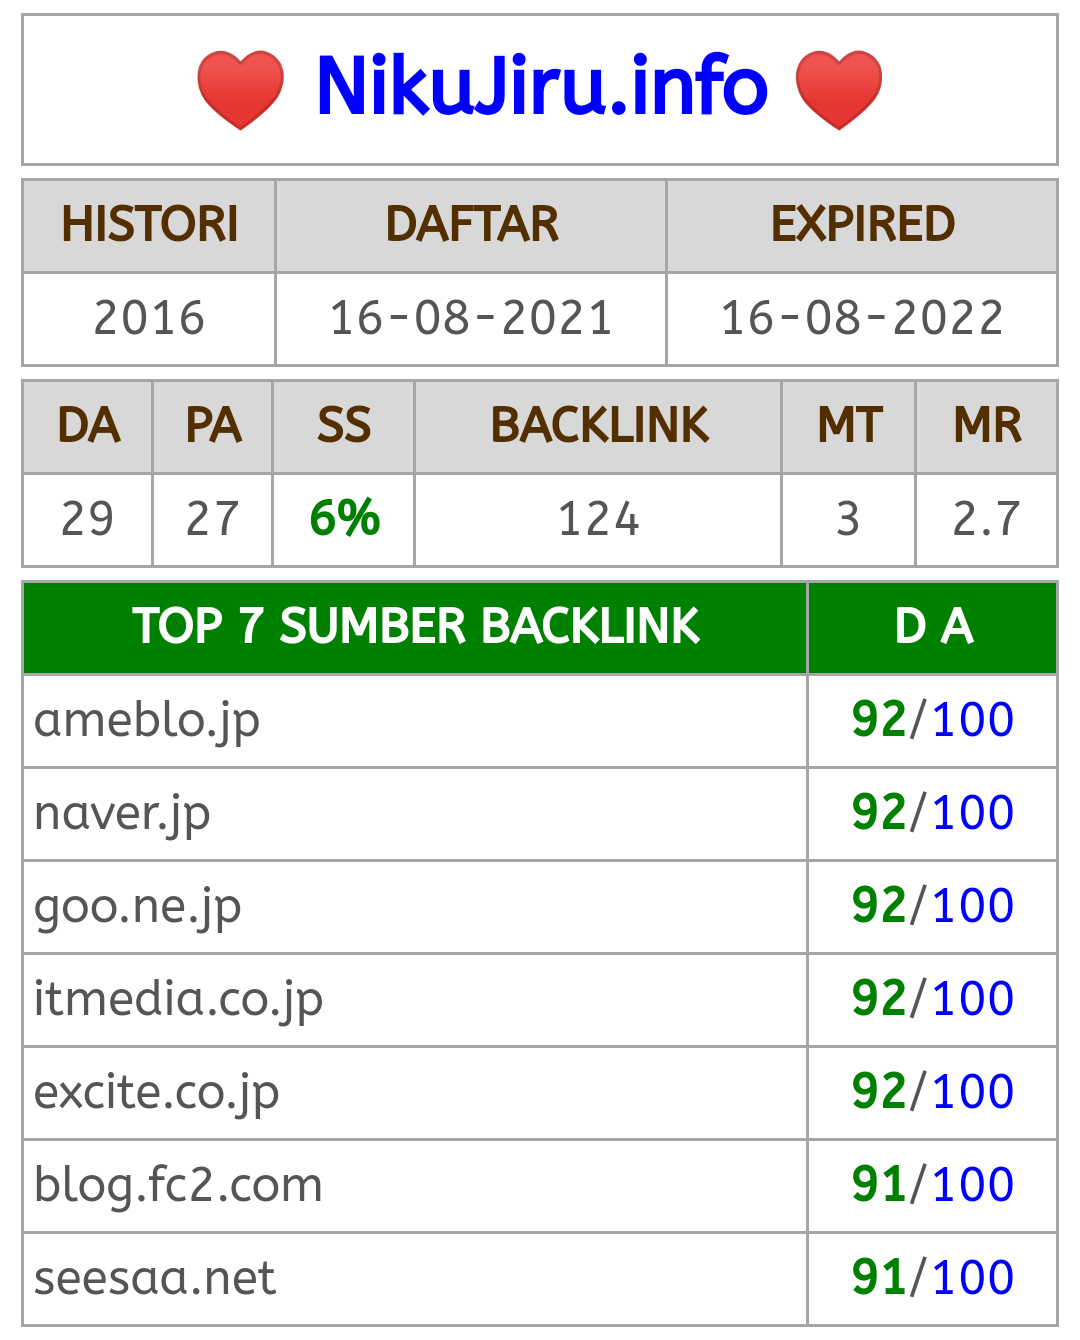 ❤️ NikuJiru.info ❤️
HISTORI DAFTAR EXPIRED
2016 16-08-2021 16-08-2022
DA PA SS BACKLINK MT MR
29 27 6% 124 3 2.7
TOP 7 SUMBER BACKLINK D A
ameblo.jp 92/100
naver.jp 92/100
goo.ne.jp 92/100
itmedia.co.jp 92/100
excite.co.jp 92/100
blog.fc2.com 91/100
seesaa.net 91/100